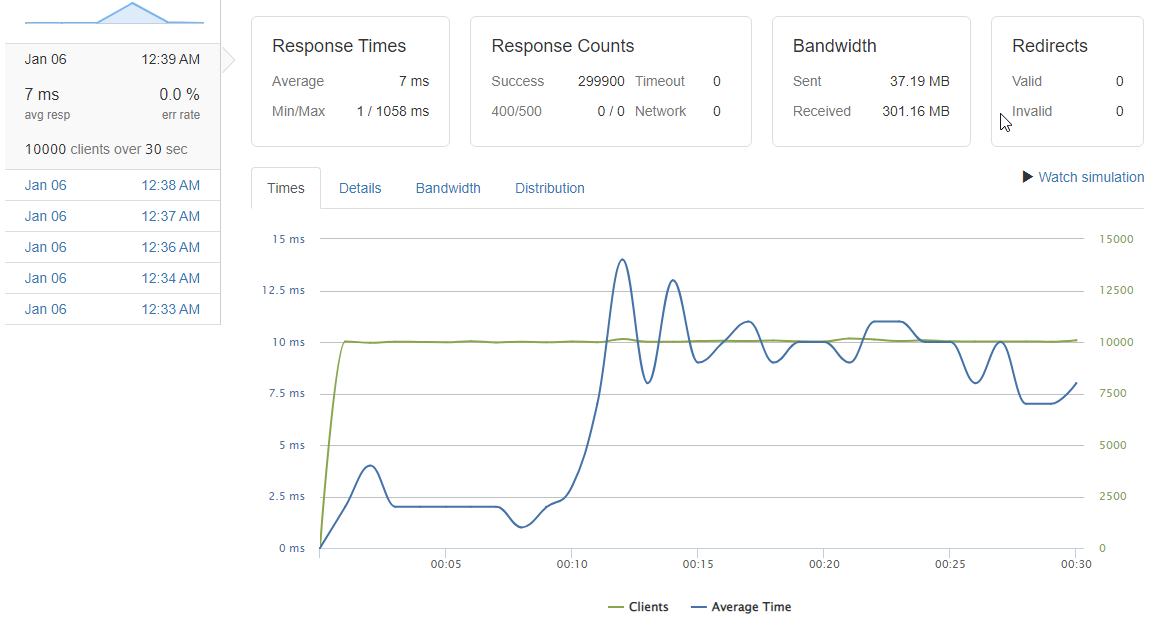 Jan 06 12:39 AM
7 ms 0.0 %
avg resp err rate
10000 clients over 30 sec
Jan 06 12:38 AM
Jan 06 12:37 AM
Jan 06 12:36 AM
Jan 06 12:34 AM
Jan 06 12:33 AM
Response Times
Average 7 ms
Min/Max 1 / 1058 ms
Response Counts
Success 299900 Timeout 0
400/500 0 / 0 Network 0
Bandwidth
Sent 37.19 MB
Received 301.16 MB
Redirects
Valid 0
Invalid 0
Times Details Bandwidth Distribution
Watch simulation
15 ms 15000
12.5 ms 12500
10 ms 10000
7.5 ms 7500
5 ms 5000
2.5 ms 2500
0 ms 0
00:05 00:10 00:15 00:20 00:25 00:30
Clients Average Time